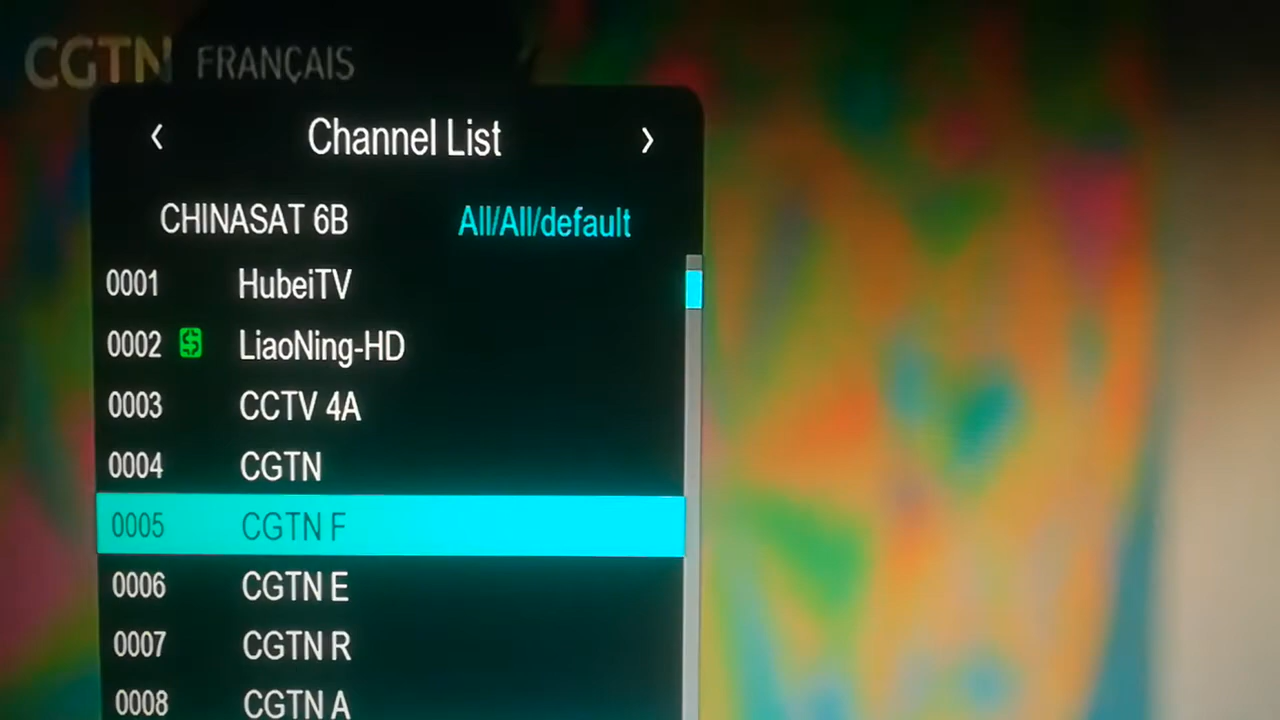 CGTN FRANÇAIS
‹ Channel List ›
CHINASAT 6B All/All/default
0001 HubeiTV
0002 $ LiaoNing-HD
0003 CCTV 4A
0004 CGTN
0005 CGTN F
0006 CGTN E
0007 CGTN R
0008 CGTN A